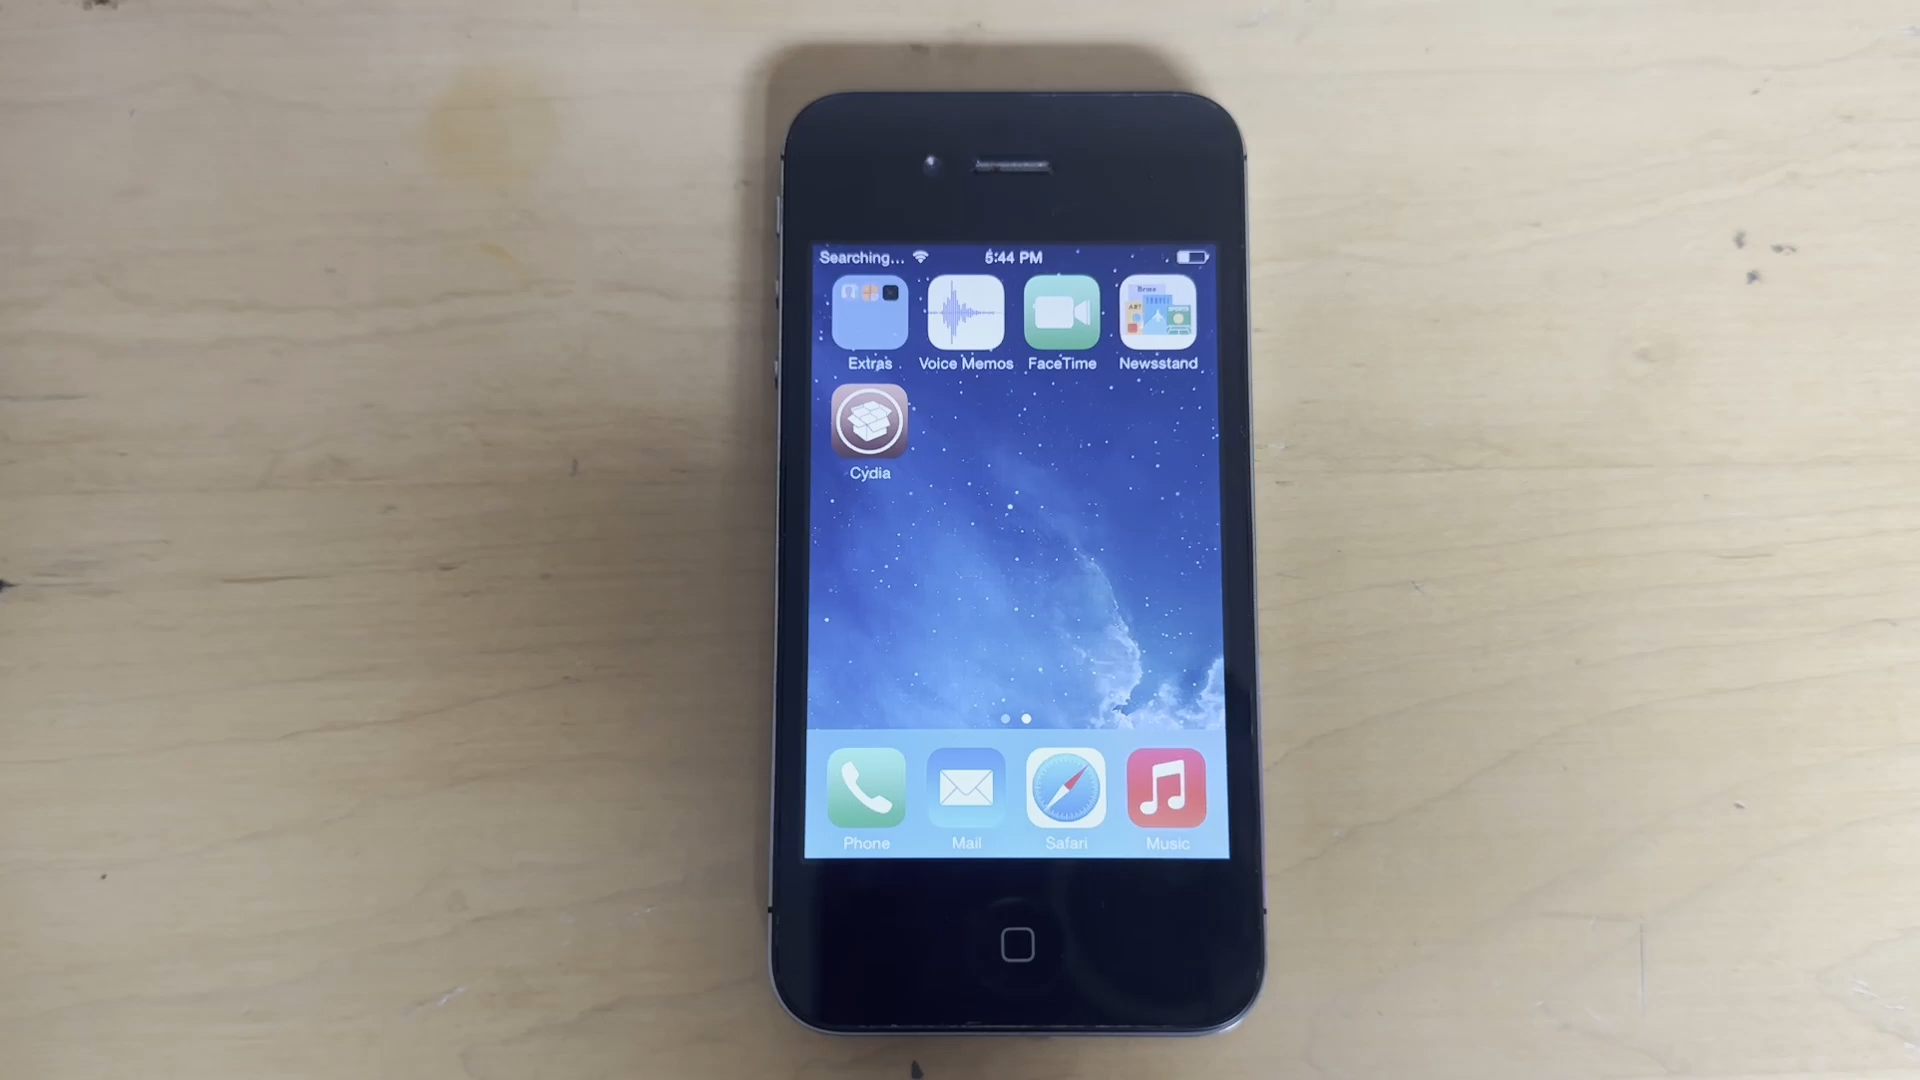 Searching... 5:44 PM
Extras Voice Memos FaceTime Newsstand
Cydia
Phone Mail Safari Music